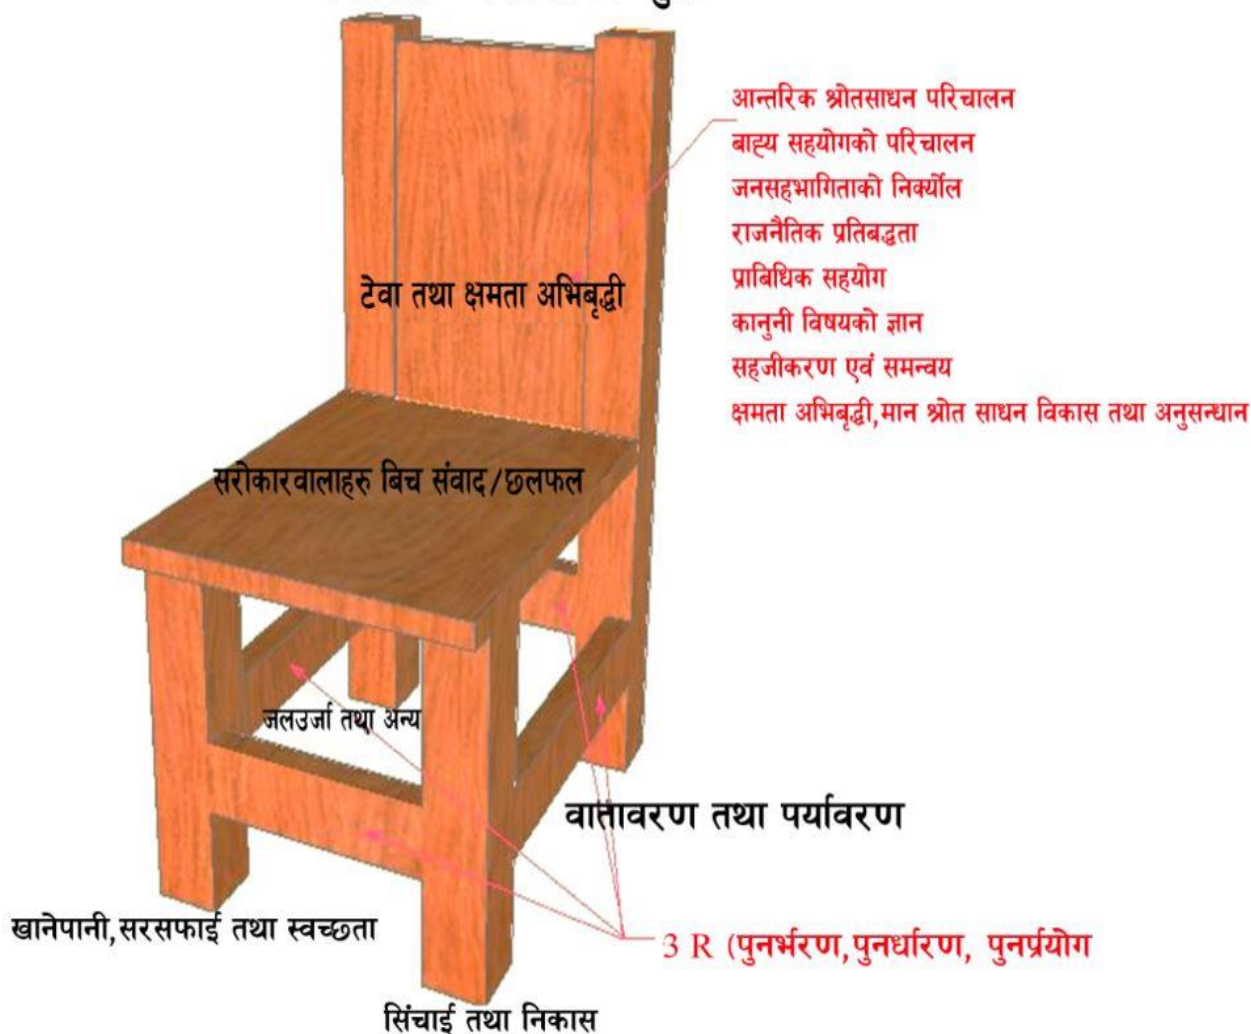 आन्तरिक श्रोतसाधन परिचालन
बाह्य सहयोगको परिचालन
जनसहभागिताको निर्क्योल
राजनैतिक प्रतिबद्धता
प्राबिधिक सहयोग
कानुनी विषयको ज्ञान
सहजीकरण एवं समन्वय
क्षमता अभिबृद्धी,मान श्रोत साधन विकास तथा अनुसन्धान
टेवा तथा क्षमता अभिबृद्धी
सरोकारवालाहरु बिच संवाद/छलफल
जलउर्जा तथा अन्य
वातावरण तथा पर्यावरण
खानेपानी,सरसफाई तथा स्वच्छता
3 R (पुनर्भरण,पुनर्धारण, पुनर्प्रयोग
सिंचाई तथा निकास